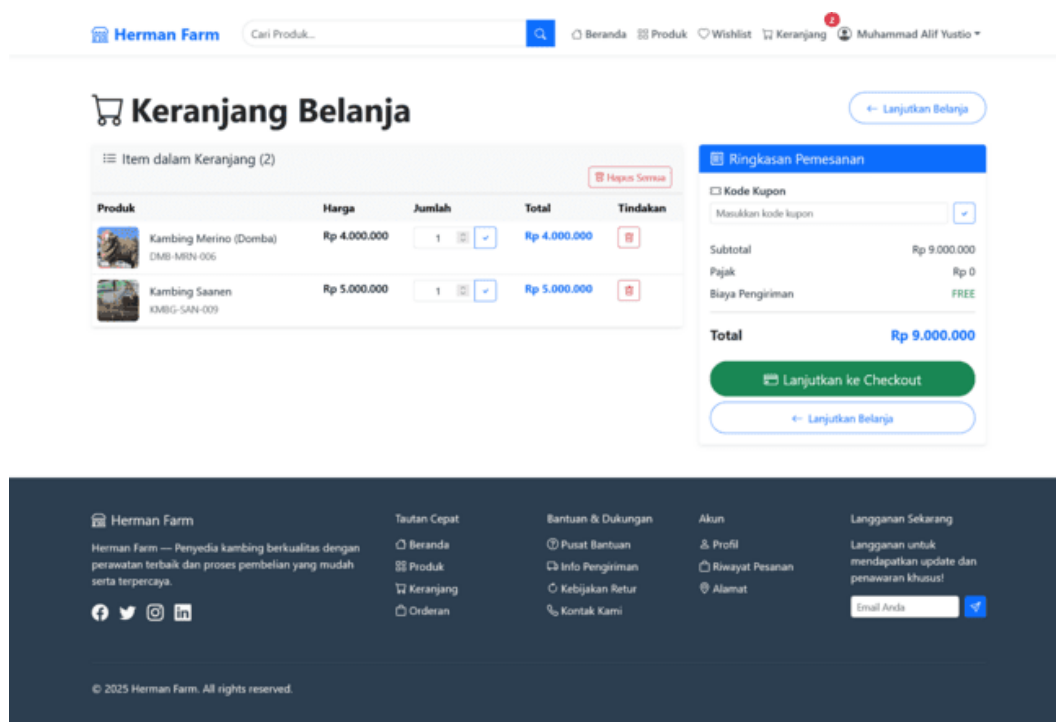 Herman Farm
Cari Produk...
Beranda
Produk
Wishlist
Keranjang
2
Muhammad Alif Yustio
Keranjang Belanja
← Lanjutkan Belanja
Item dalam Keranjang (2)
Hapus Semua
Produk Harga Jumlah Total Tindakan
Kambing Merino (Domba) Rp 4.000.000 1 Rp 4.000.000
DMB-MRN-006
Kambing Saanen Rp 5.000.000 1 Rp 5.000.000
KMBG-SAN-009
Ringkasan Pemesanan
Kode Kupon
Masukkan kode kupon
Subtotal Rp 9.000.000
Pajak Rp 0
Biaya Pengiriman FREE
Total Rp 9.000.000
Lanjutkan ke Checkout
← Lanjutkan Belanja
Herman Farm
Herman Farm — Penyedia kambing berkualitas dengan
perawatan terbaik dan proses pembelian yang mudah
serta terpercaya.
Tautan Cepat
Beranda
Produk
Keranjang
Orderan
Bantuan & Dukungan
Pusat Bantuan
Info Pengiriman
Kebijakan Retur
Kontak Kami
Akun
Profil
Riwayat Pesanan
Alamat
Langganan Sekarang
Langganan untuk
mendapatkan update dan
penawaran khusus!
Email Anda
© 2025 Herman Farm. All rights reserved.